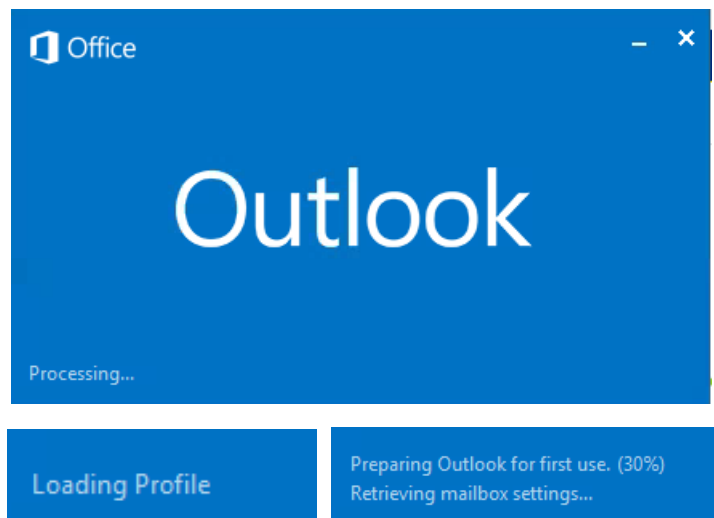 Office
Outlook
Processing...
Loading Profile
Preparing Outlook for first use. (30%)
Retrieving mailbox settings...